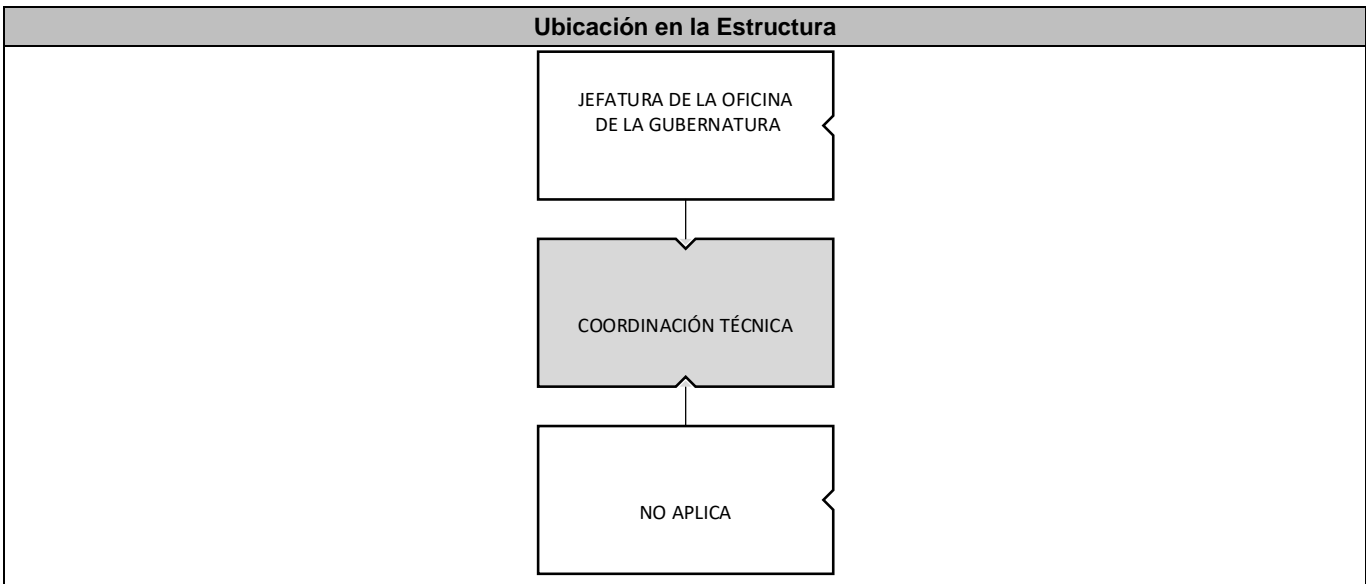 Ubicación en la Estructura
JEFATURA DE LA OFICINA
DE LA GUBERNATURA
COORDINACIÓN TÉCNICA
NO APLICA